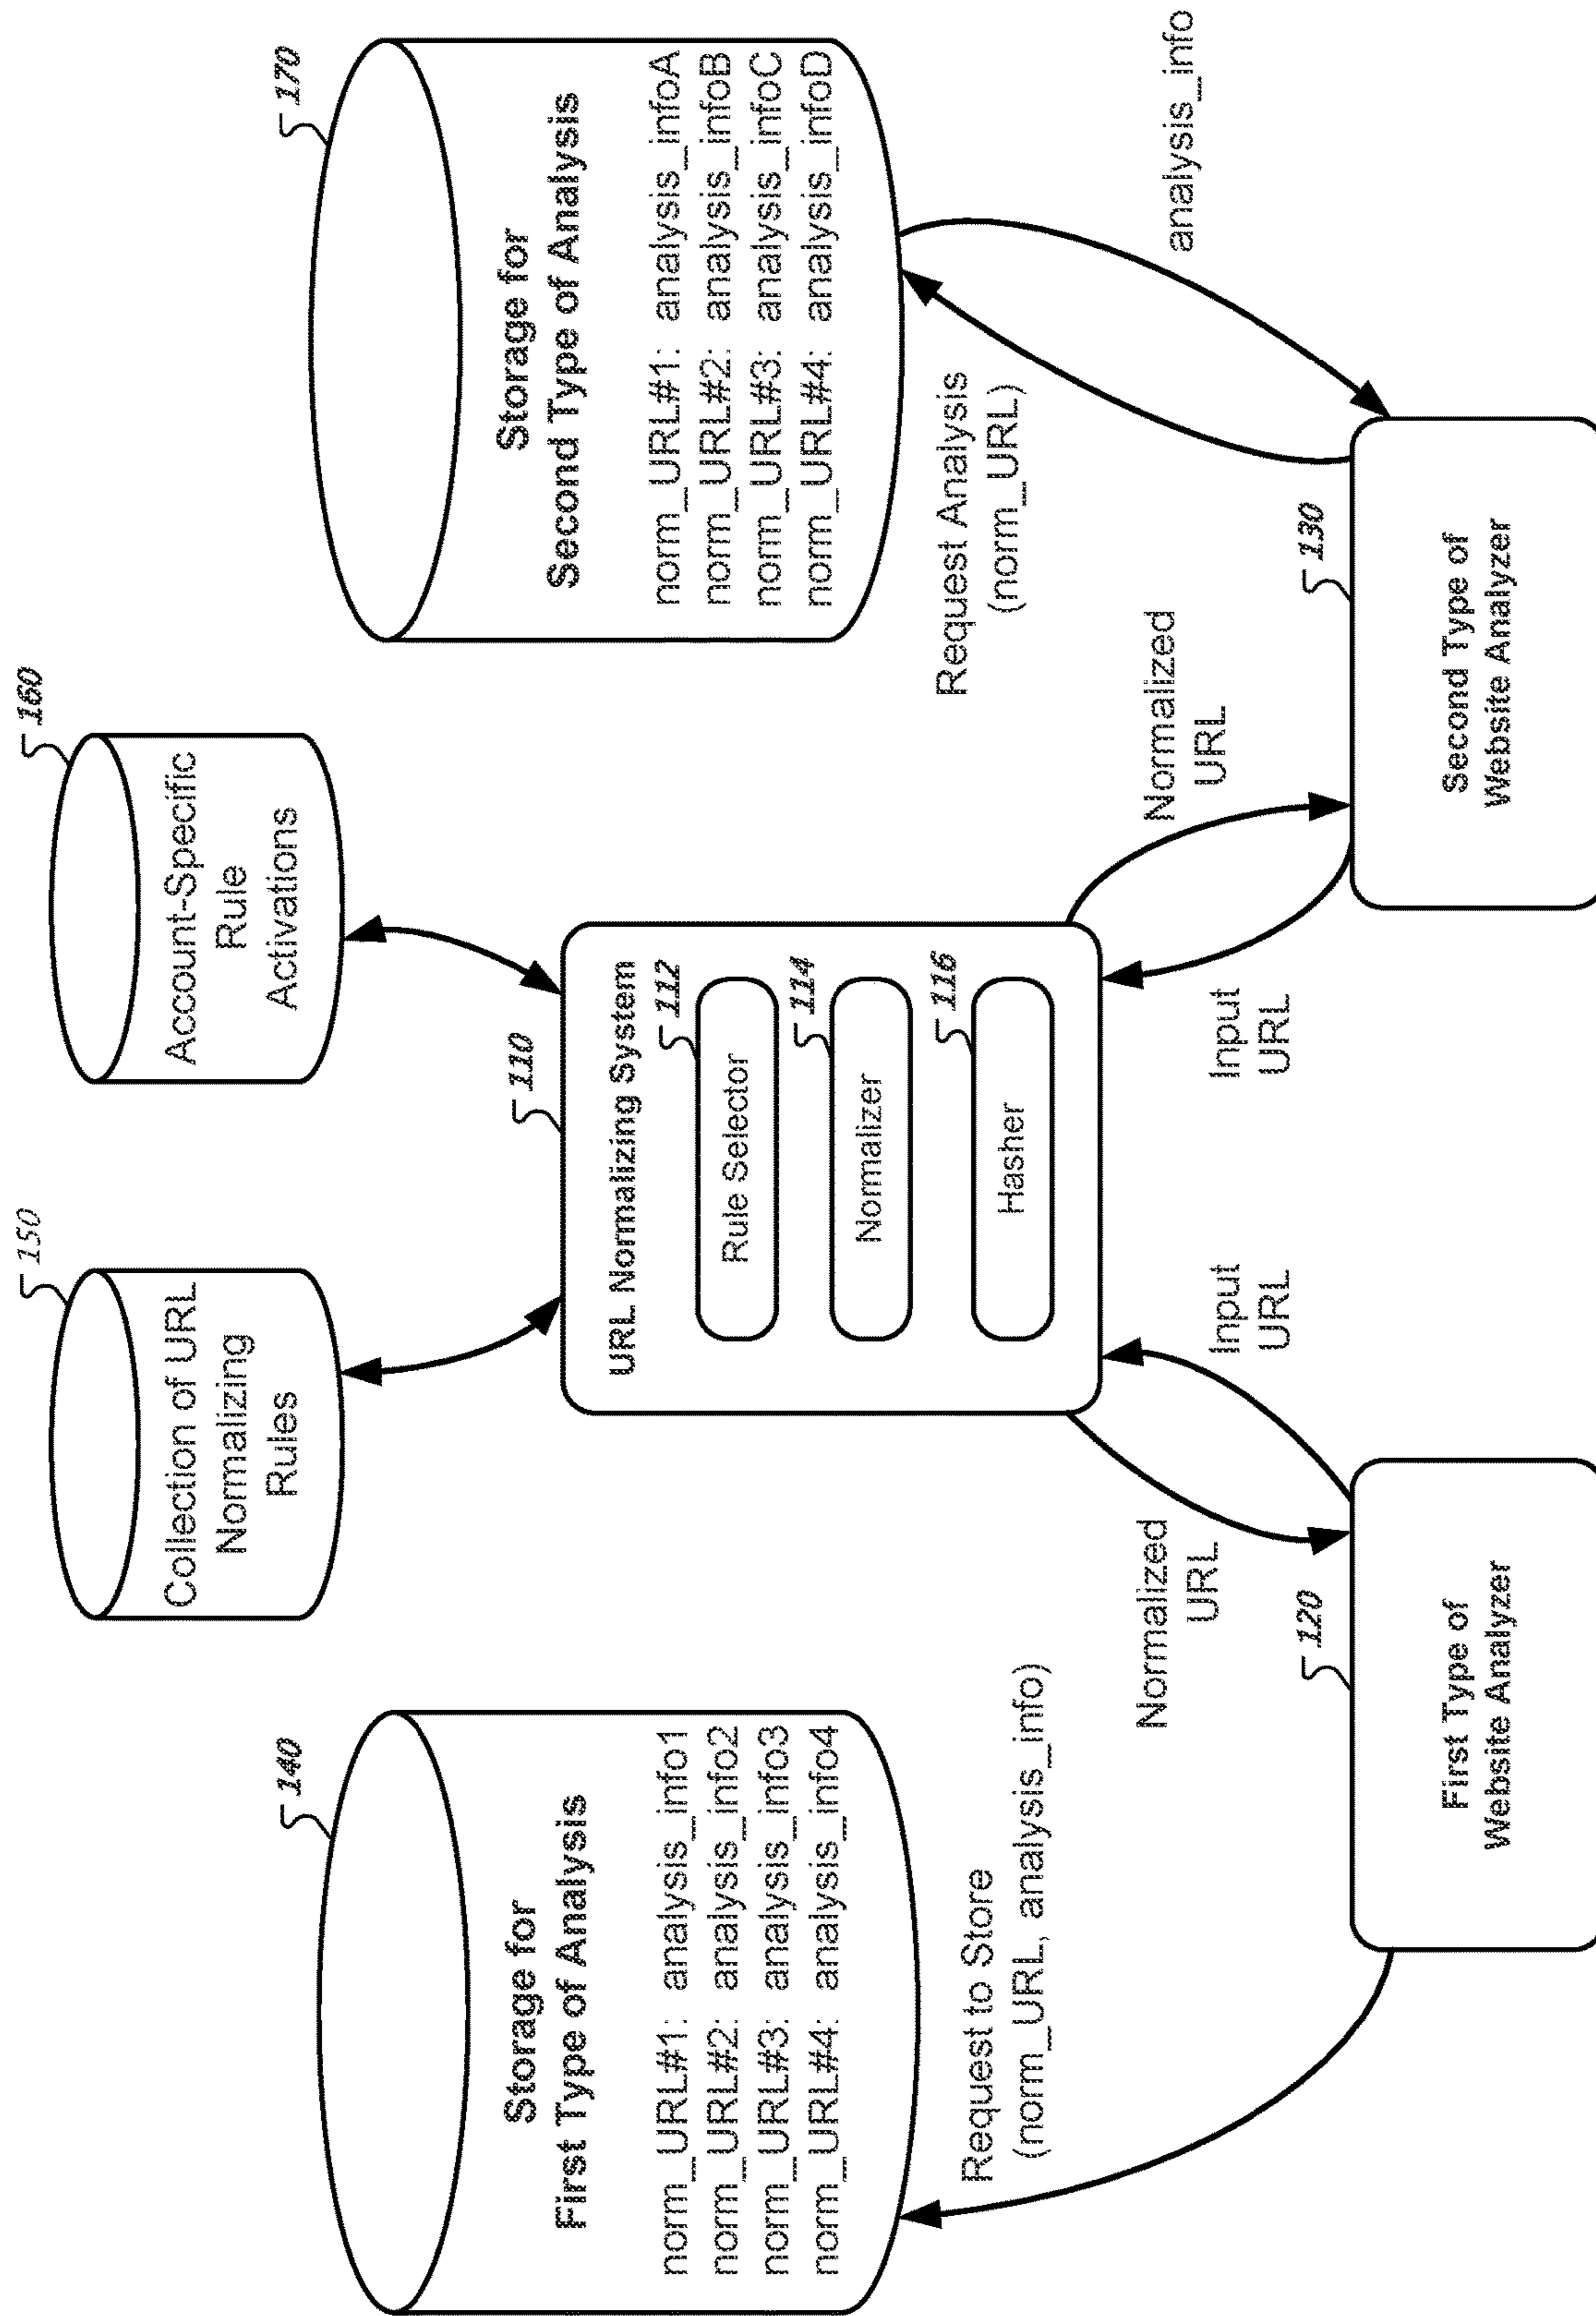 150
Collection of URL
Normalizing
Rules
160
Account-Specific
Rule
Activations
140
Storage for
First Type of Analysis
norm_URL#1: analysis_info1
norm_URL#2: analysis_info2
norm_URL#3: analysis_info3
norm_URL#4: analysis_info4
110
URL Normalizing System
112
Rule Selector
114
Normalizer
116
Hasher
170
Storage for
Second Type of Analysis
norm_URL#1: analysis_infoA
norm_URL#2: analysis_infoB
norm_URL#3: analysis_infoC
norm_URL#4: analysis_infoD
Request to Store
(norm_URL, analysis_info)
Normalized
URL
Input
URL
Input
URL
Normalized
URL
Request Analysis
(norm_URL)
analysis_info
120
First Type of
Website Analyzer
130
Second Type of
Website Analyzer